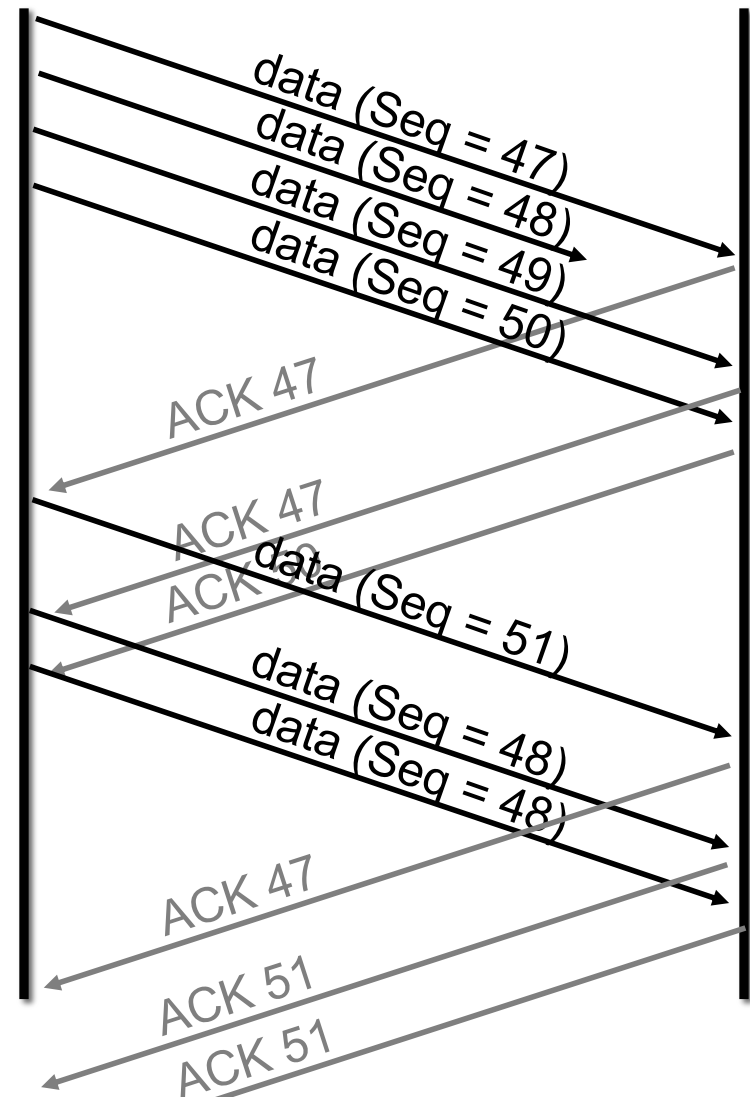 data (Seq = 47)
data (Seq = 48)
data (Seq = 49)
data (Seq = 50)
ACK 47
ACK 47
ACK
data (Seq = 51)
data (Seq = 48)
data (Seq = 48)
ACK 47
ACK 51
ACK 51